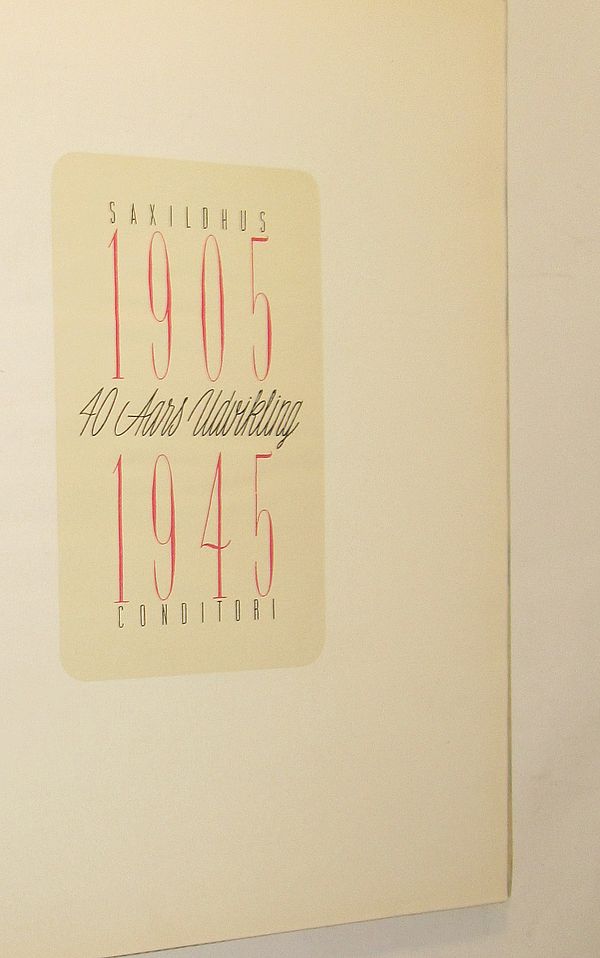 SAXILDHUS
1905
40 Aars Udvikling
1945
CONDITORI